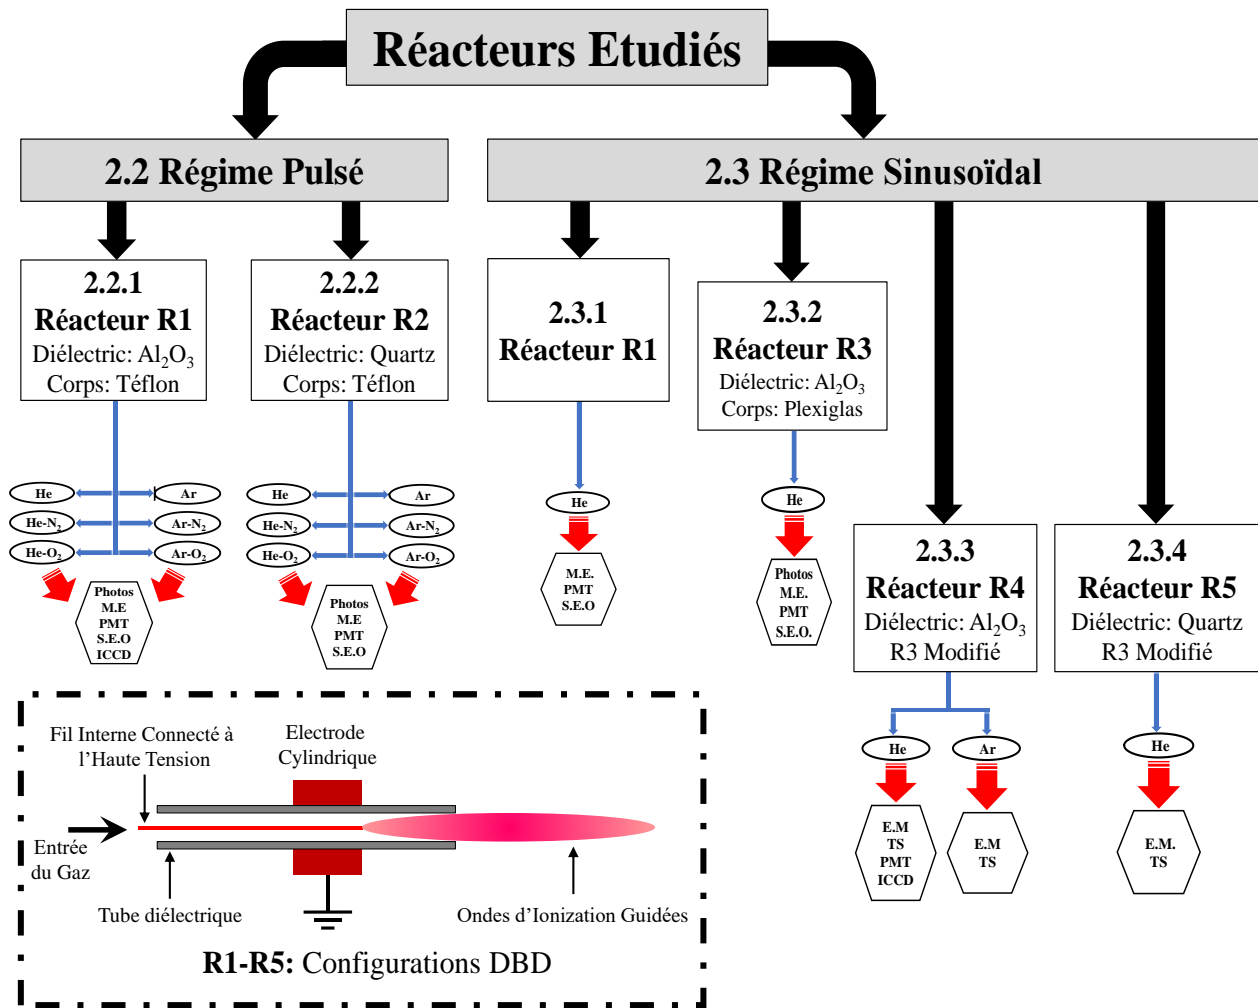 Réacteurs Etudiés
2.2 Régime Pulsé
2.3 Régime Sinusoïdal
2.2.1
Réacteur R1
Diélectric: Al₂O₃
Corps: Téflon
2.2.2
Réacteur R2
Diélectric: Quartz
Corps: Téflon
2.3.1
Réacteur R1
2.3.2
Réacteur R3
Diélectric: Al₂O₃
Corps: Plexiglas
He
Ar
He-N₂
Ar-N₂
He-O₂
Ar-O₂
Photos
M.E
PMT
S.E.O
ICCD
He
Ar
He-N₂
Ar-N₂
He-O₂
Ar-O₂
Photos
M.E
PMT
S.E.O
He
M.E.
PMT
S.E.O
He
Photos
M.E.
PMT
S.E.O.
2.3.3
Réacteur R4
Diélectric: Al₂O₃
R3 Modifié
2.3.4
Réacteur R5
Diélectric: Quartz
R3 Modifié
He
Ar
E.M
TS
PMT
ICCD
E.M
TS
He
E.M.
TS
Fil Interne Connecté à
l’Haute Tension
Electrode
Cylindrique
Entrée
du Gaz
Tube diélectrique
Ondes d’Ionization Guidées
R1-R5: Configurations DBD